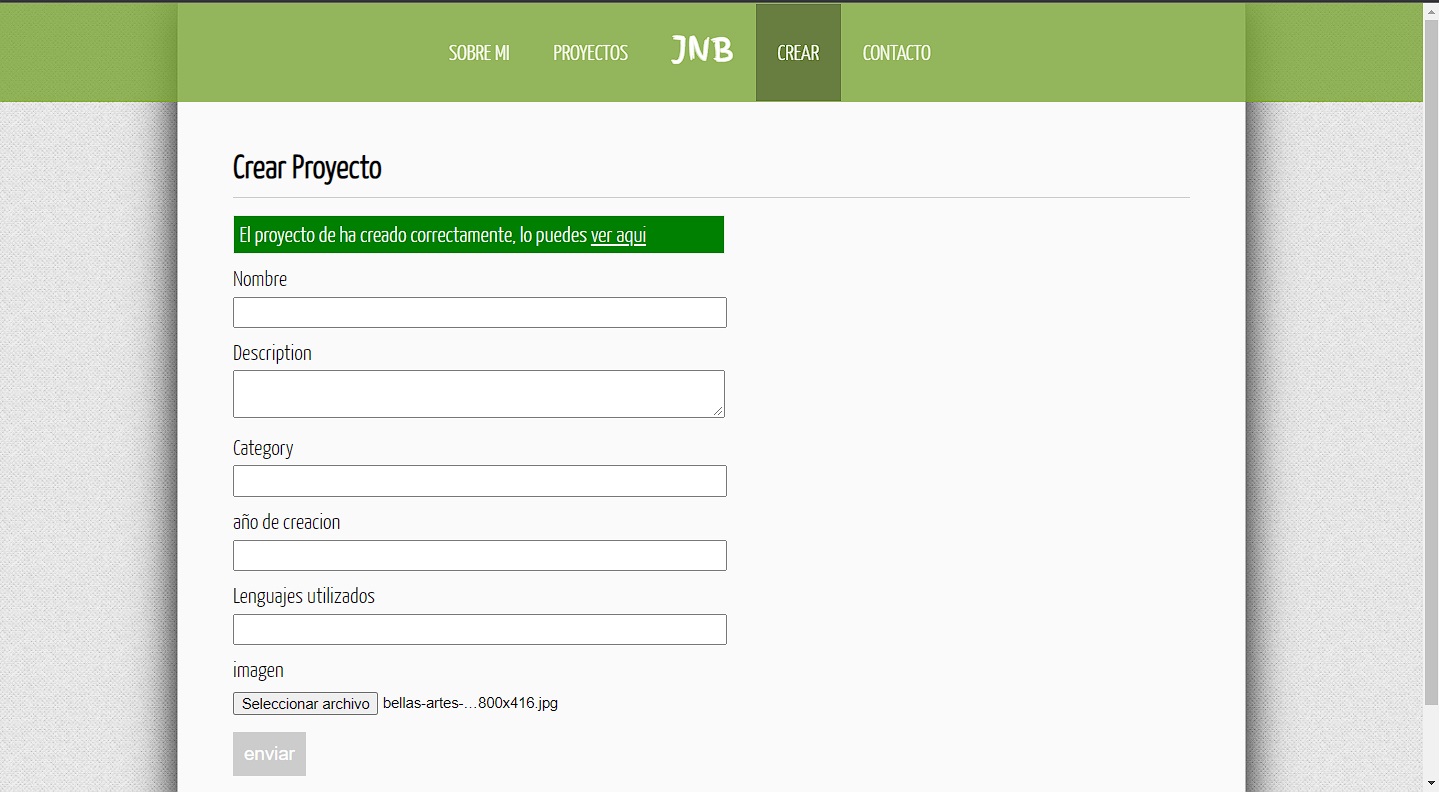 SOBRE MI PROYECTOS JNB CREAR CONTACTO
Crear Proyecto
El proyecto de ha creado correctamente, lo puedes ver aqui
Nombre
Description
Category
año de creacion
Lenguajes utilizados
imagen
Seleccionar archivo bellas-artes-...800x416.jpg
enviar